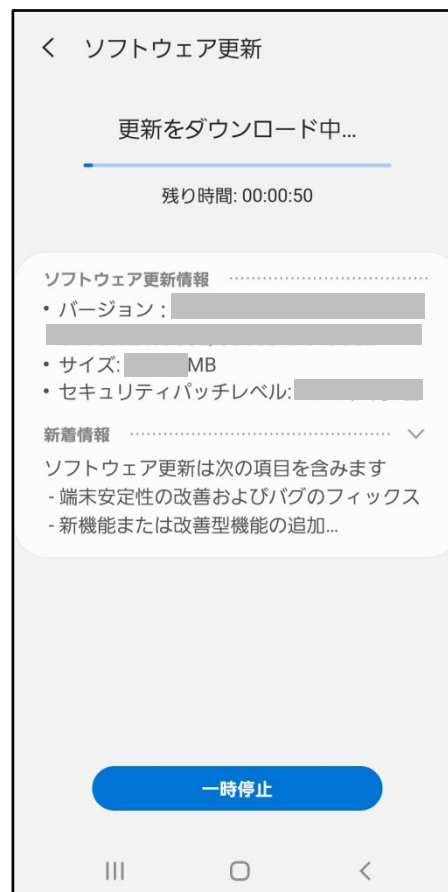 ソフトウェア更新
更新をダウンロード中...
残り時間: 00:00:50
ソフトウェア更新情報
• バージョン :
• サイズ: MB
• セキュリティパッチレベル:
新着情報
ソフトウェア更新は次の項目を含みます
- 端末安定性の改善およびバグのフィックス
- 新機能または改善型機能の追加...
一時停止